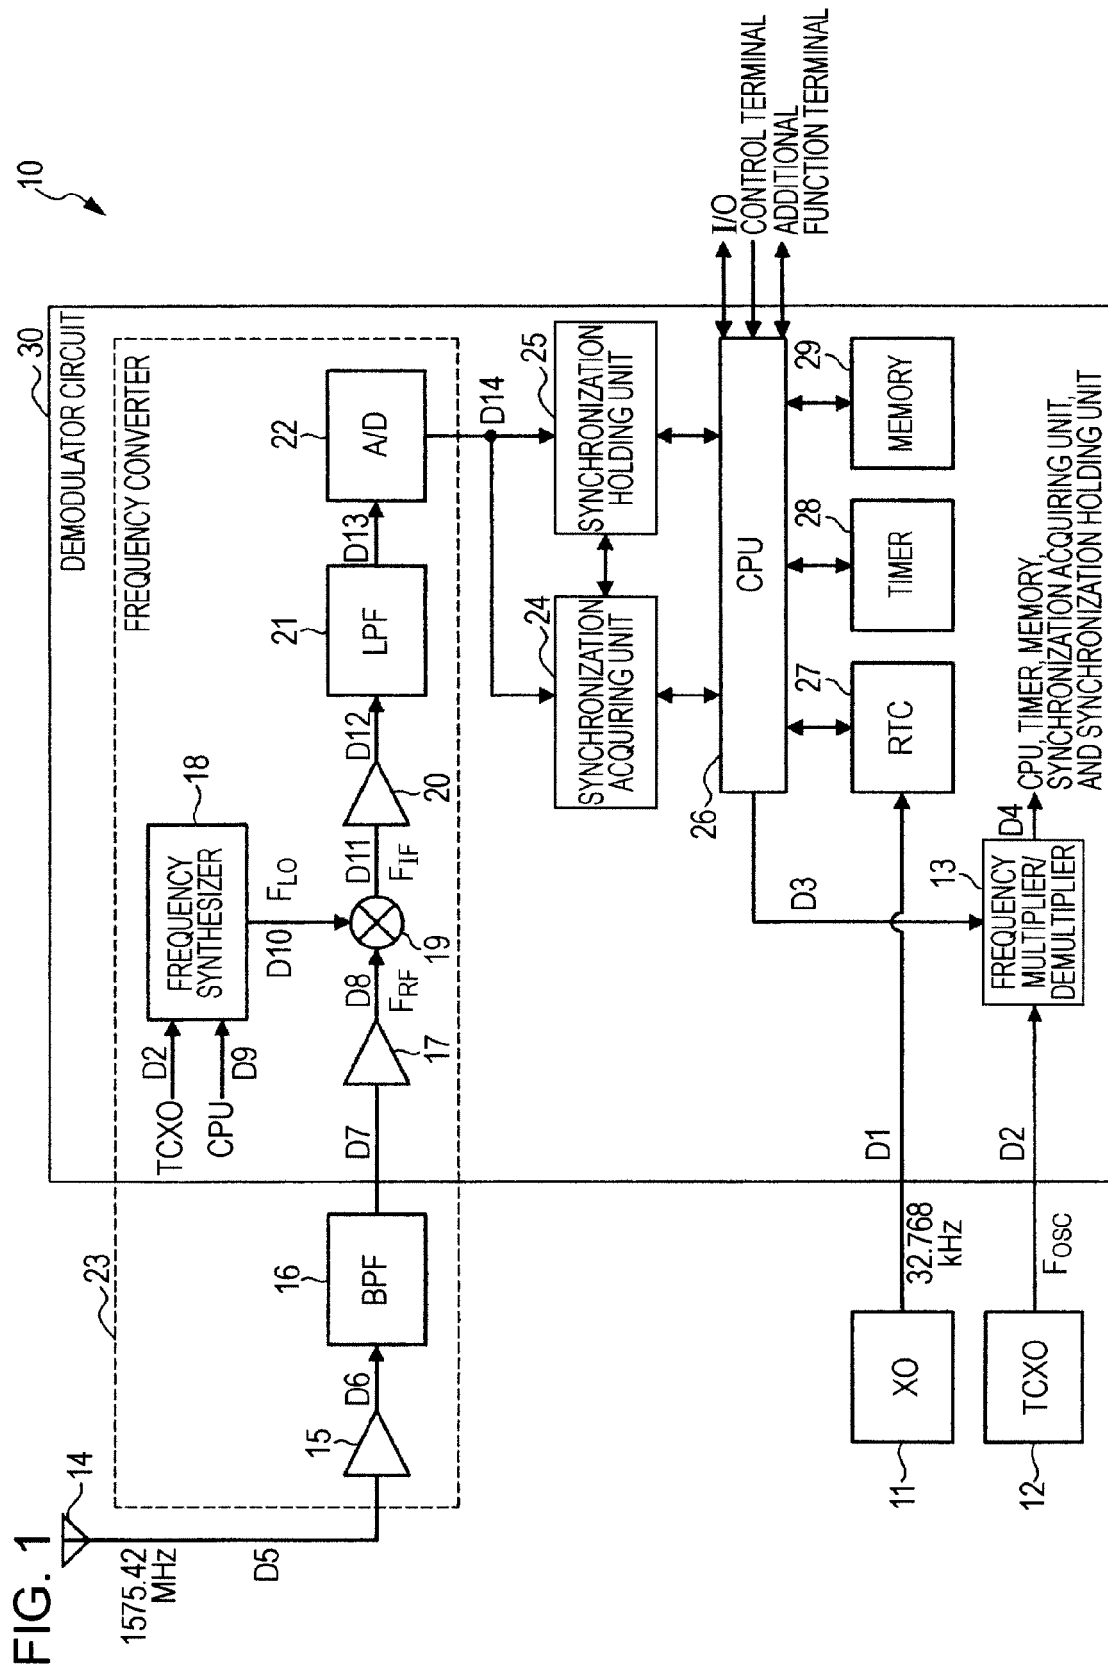 FIG. 1
10
30
DEMODULATOR CIRCUIT
23
FREQUENCY CONVERTER
14
1575.42
MHz
D5
15
D6
16
BPF
D7
17
D8
FRF
TCXO
D2
CPU
D9
18
FREQUENCY
SYNTHESIZER
D10
FLO
19
D11
FIF
20
D12
21
LPF
D13
22
A/D
D14
24
SYNCHRONIZATION
ACQUIRING UNIT
25
SYNCHRONIZATION
HOLDING UNIT
26
CPU
I/O
CONTROL TERMINAL
ADDITIONAL
FUNCTION TERMINAL
27
RTC
28
TIMER
29
MEMORY
D3
11
XO
32.768
kHz
D1
12
TCXO
FOSC
D2
13
FREQUENCY
MULTIPLIER/
DEMULTIPLIER
D4
CPU, TIMER, MEMORY,
SYNCHRONIZATION ACQUIRING UNIT,
AND SYNCHRONIZATION HOLDING UNIT